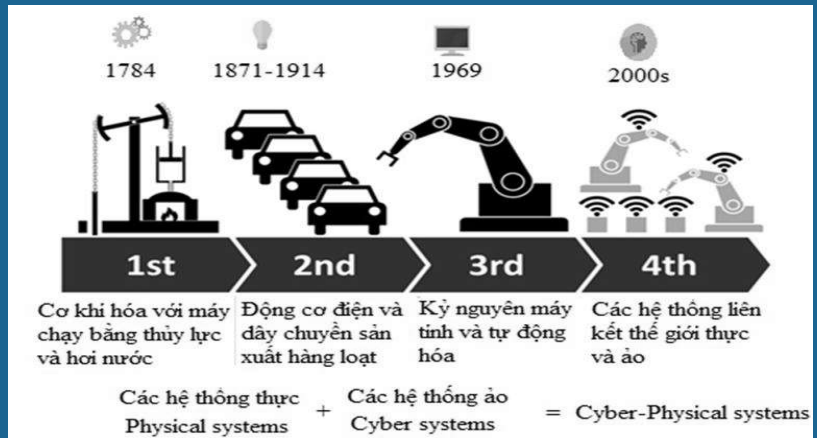 1784
1871-1914
1969
2000s
1st
2nd
3rd
4th
Cơ khí hóa với máy
chạy bằng thủy lực
và hơi nước
Động cơ điện và
dây chuyền sản
xuất hàng loạt
Kỷ nguyên máy
tính và tự động
hóa
Các hệ thống liên
kết thế giới thực
và ảo
Các hệ thống thực
Physical systems
+
Các hệ thống ảo
Cyber systems
= Cyber-Physical systems